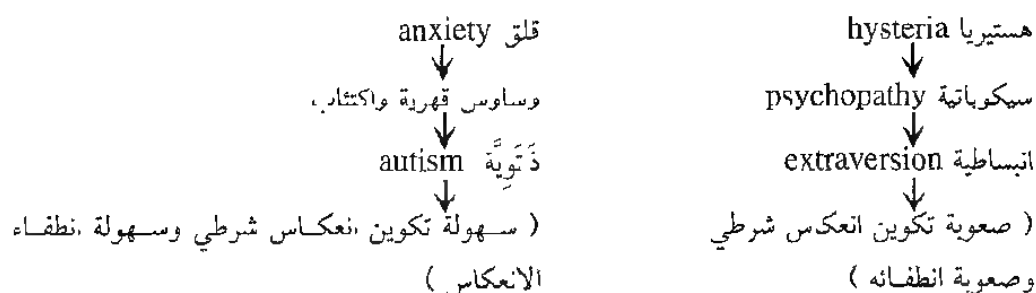 هستيريا hysteria
سيكوباتية psychopathy
انبساطية extraversion
( صعوبة تكوين انعكاس شرطي
وصعوبة انطفائه )
قلق anxiety
وساوس قهرية واكتئاب،
ذَتَوِيَّة autism
( سهولة تكوين انعكاس شرطي وسهولة انطفاء
الانعكاس )